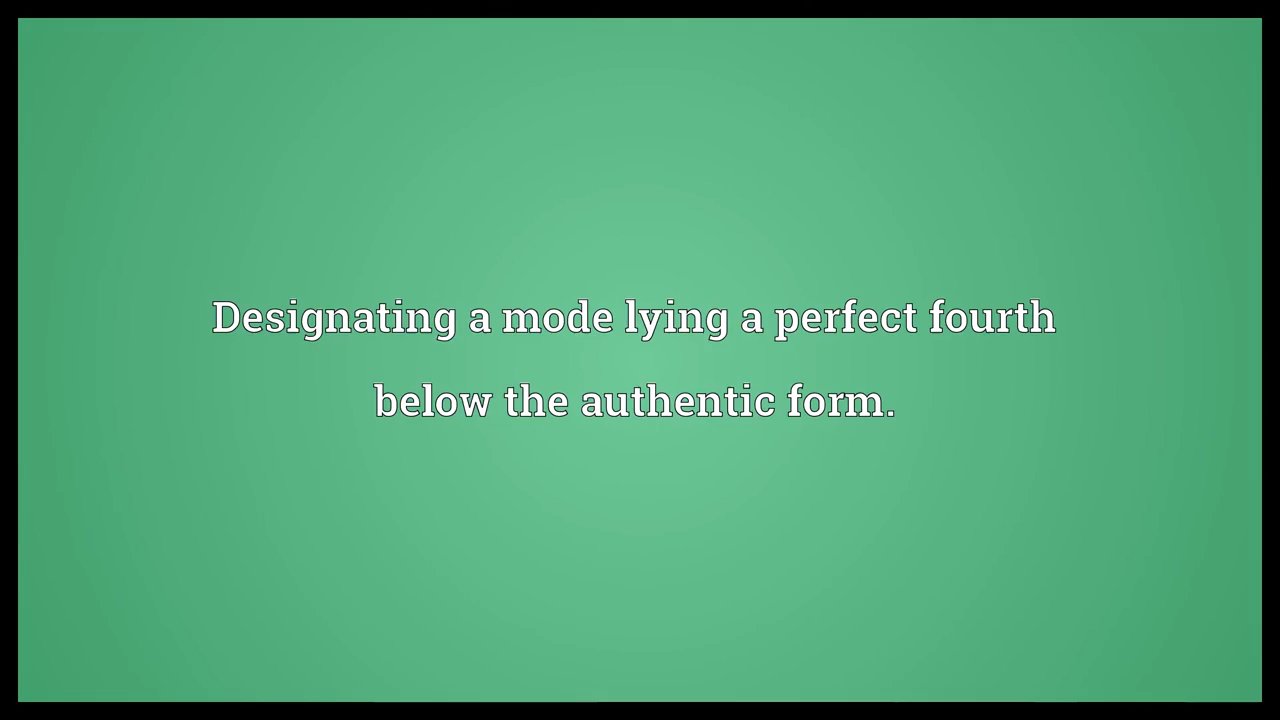 Designating a mode lying a perfect fourth
below the authentic form.